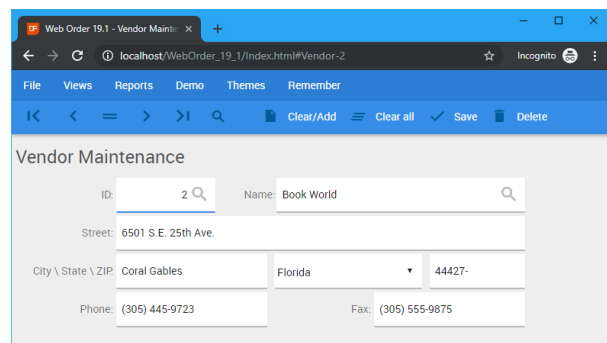 DF Web Order 19.1 - Vendor Mainte
localhost/WebOrder_19_1/Index.html#Vendor-2 Incognito
File Views Reports Demo Themes Remember
Clear/Add Clear all Save Delete
Vendor Maintenance
ID: 2 Name: Book World
Street: 6501 S.E. 25th Ave.
City \ State \ ZIP: Coral Gables Florida 44427-
Phone: (305) 445-9723 Fax: (305) 555-9875